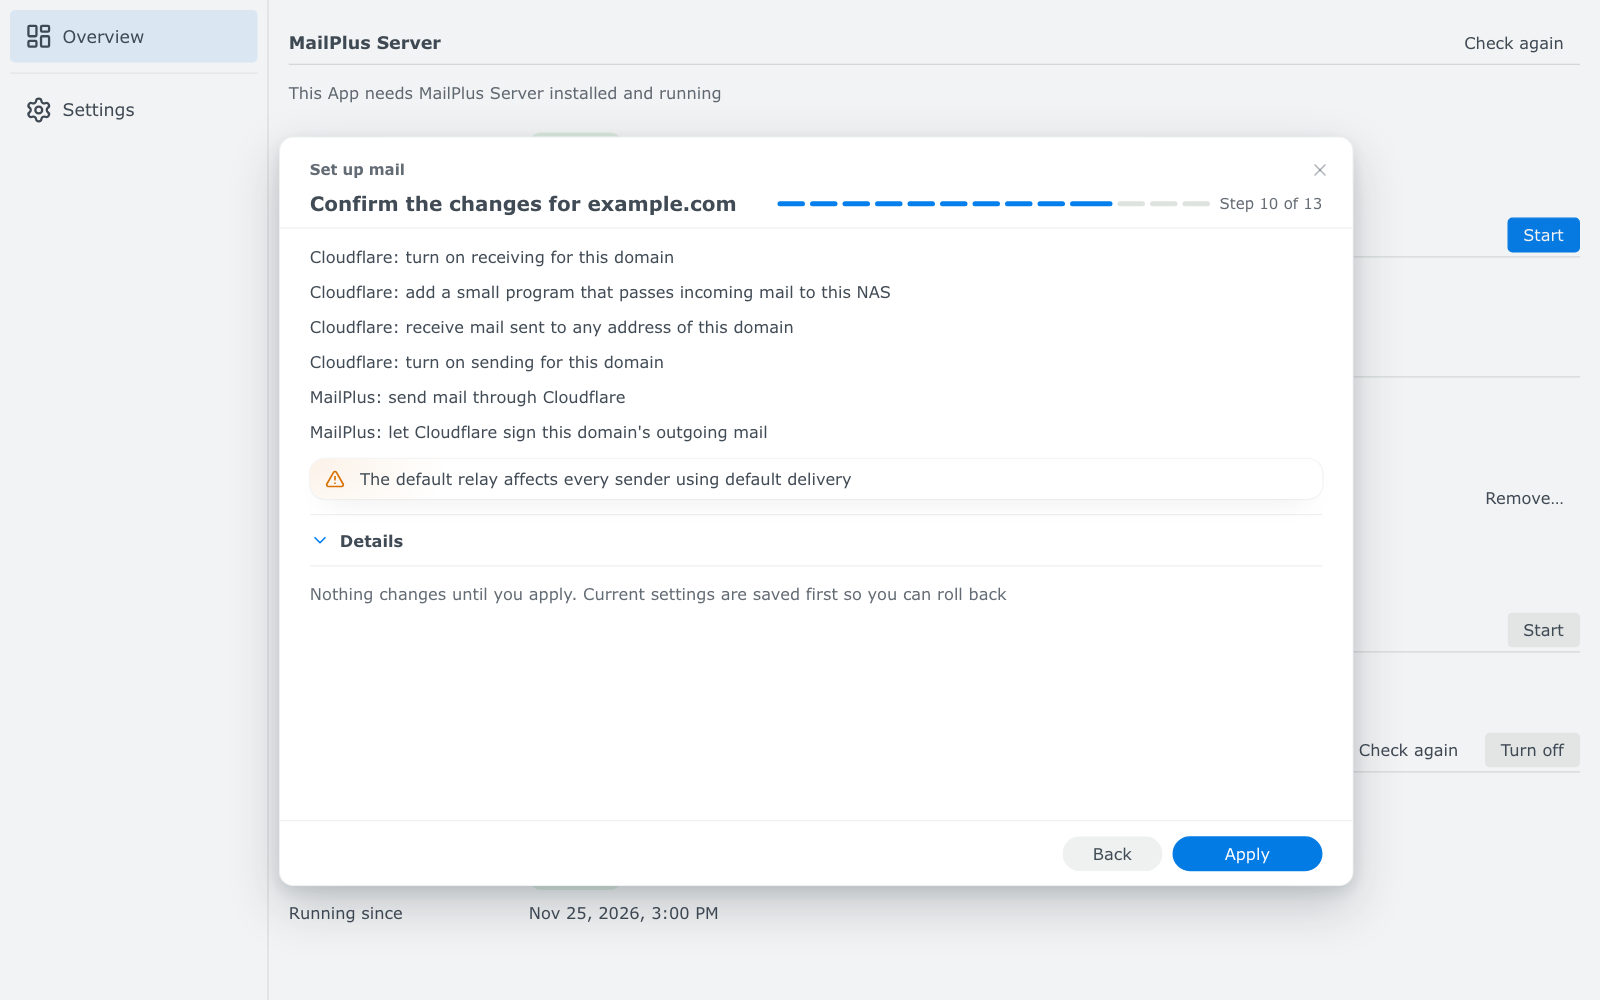 Overview
Settings
MailPlus Server
Check again
This App needs MailPlus Server installed and running
Set up mail
Confirm the changes for example.com
Step 10 of 13
Cloudflare: turn on receiving for this domain
Cloudflare: add a small program that passes incoming mail to this NAS
Cloudflare: receive mail sent to any address of this domain
Cloudflare: turn on sending for this domain
MailPlus: send mail through Cloudflare
MailPlus: let Cloudflare sign this domain's outgoing mail
The default relay affects every sender using default delivery
Details
Nothing changes until you apply. Current settings are saved first so you can roll back
Back
Apply
Start
Remove...
Start
Check again
Turn off
Running since
Nov 25, 2026, 3:00 PM